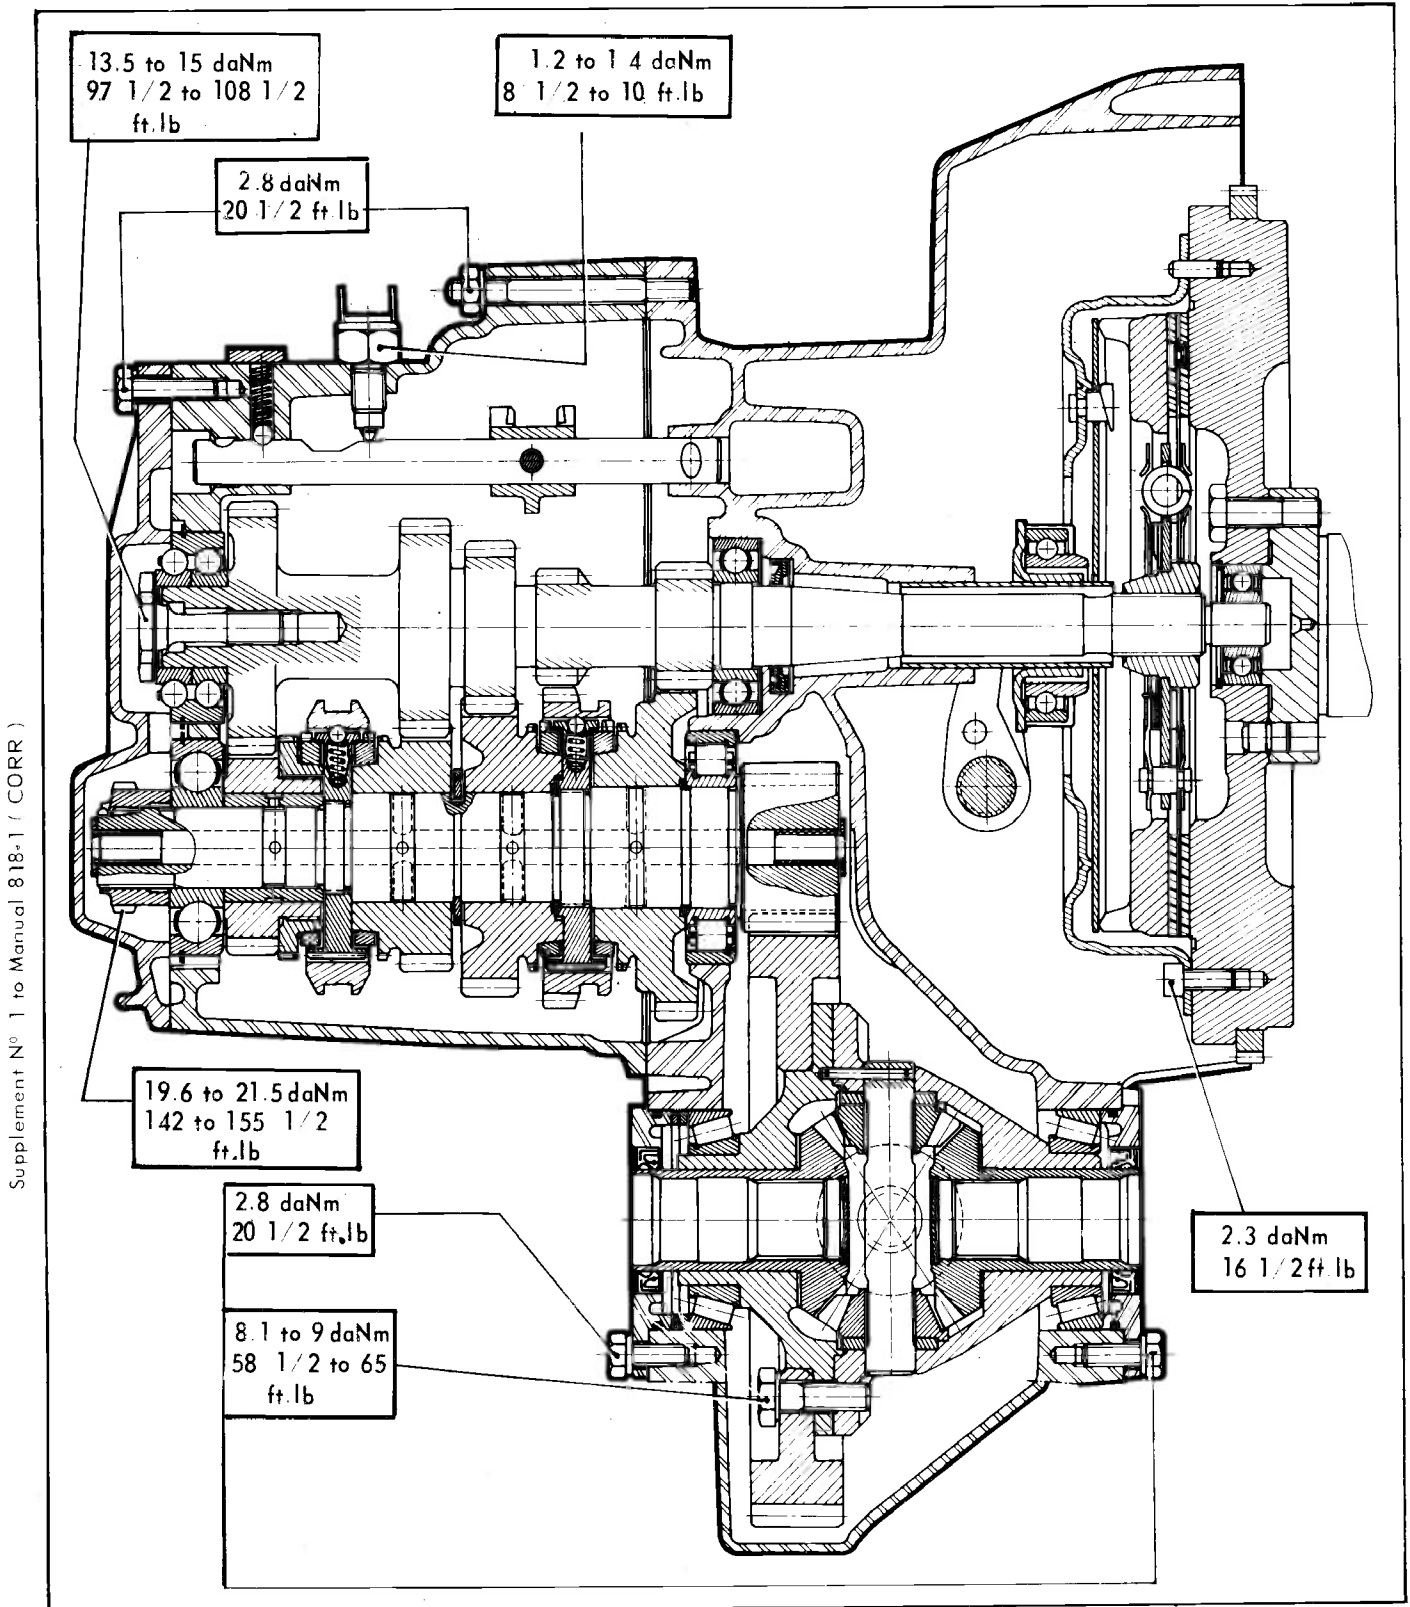 13.5 to 15 daNm
97 1/2 to 108 1/2
ft.lb
1.2 to 1 4 daNm
8 1/2 to 10 ft.lb
2.8 daNm
20 1/2 ft.lb
Supplement Nº 1 to Manual 818-1 ( CORR )
19.6 to 21.5 daNm
142 to 155 1/2
ft.lb
2.8 daNm
20 1/2 ft.lb
8.1 to 9 daNm
58 1/2 to 65
ft.lb
2.3 daNm
16 1/2 ft.lb